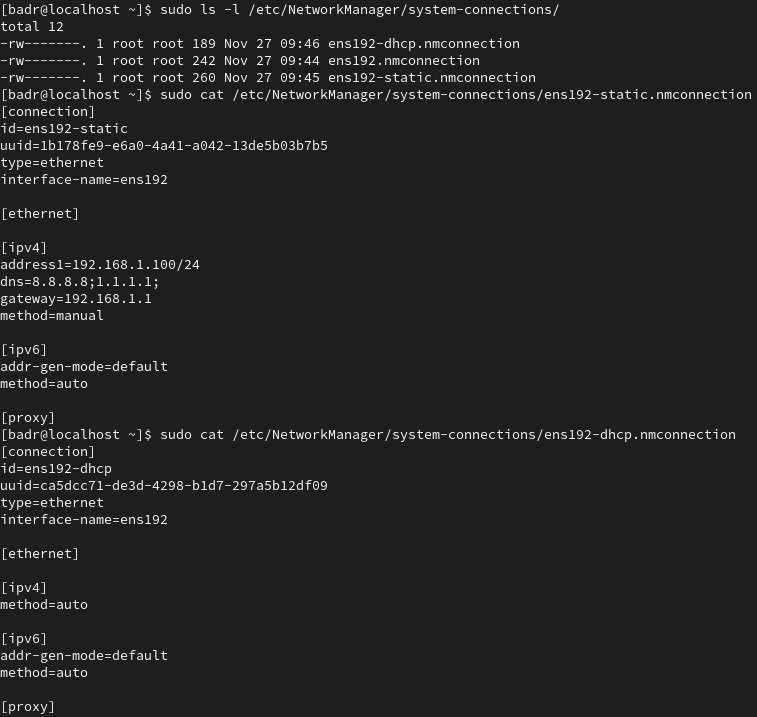 [badr@localhost ~]$ sudo ls -l /etc/NetworkManager/system-connections/
total 12
-rw-------. 1 root root 189 Nov 27 09:46 ens192-dhcp.nmconnection
-rw-------. 1 root root 242 Nov 27 09:44 ens192.nmconnection
-rw-------. 1 root root 260 Nov 27 09:45 ens192-static.nmconnection
[badr@localhost ~]$ sudo cat /etc/NetworkManager/system-connections/ens192-static.nmconnection
[connection]
id=ens192-static
uuid=1b178fe9-e6a0-4a41-a042-13de5b03b7b5
type=ethernet
interface-name=ens192

[ethernet]

[ipv4]
address1=192.168.1.100/24
dns=8.8.8.8;1.1.1.1;
gateway=192.168.1.1
method=manual

[ipv6]
addr-gen-mode=default
method=auto

[proxy]
[badr@localhost ~]$ sudo cat /etc/NetworkManager/system-connections/ens192-dhcp.nmconnection
[connection]
id=ens192-dhcp
uuid=ca5dcc71-de3d-4298-b1d7-297a5b12df09
type=ethernet
interface-name=ens192

[ethernet]

[ipv4]
method=auto

[ipv6]
addr-gen-mode=default
method=auto

[proxy]